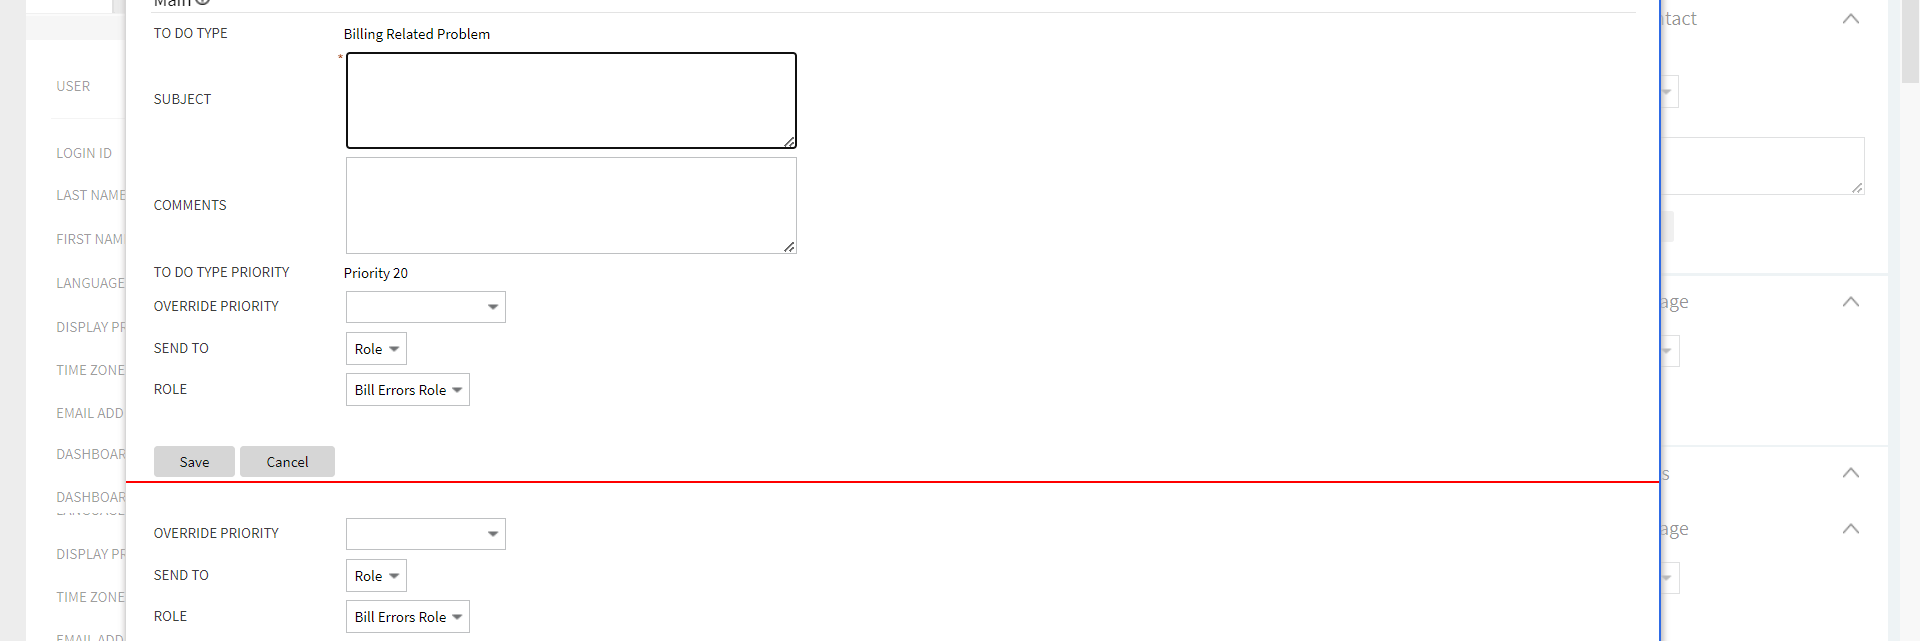 Main
TO DO TYPE Billing Related Problem
*
SUBJECT
COMMENTS
TO DO TYPE PRIORITY Priority 20
OVERRIDE PRIORITY
SEND TO Role
ROLE Bill Errors Role
Save Cancel
OVERRIDE PRIORITY
SEND TO Role
ROLE Bill Errors Role
USER
LOGIN ID
LAST NAME
FIRST NAM
LANGUAGE
DISPLAY PR
TIME ZONE
EMAIL ADD
DASHBOAR
DASHBOAR
LANGUAGE
DISPLAY PR
TIME ZONE
EMAIL ADD
ntact
age
s
age